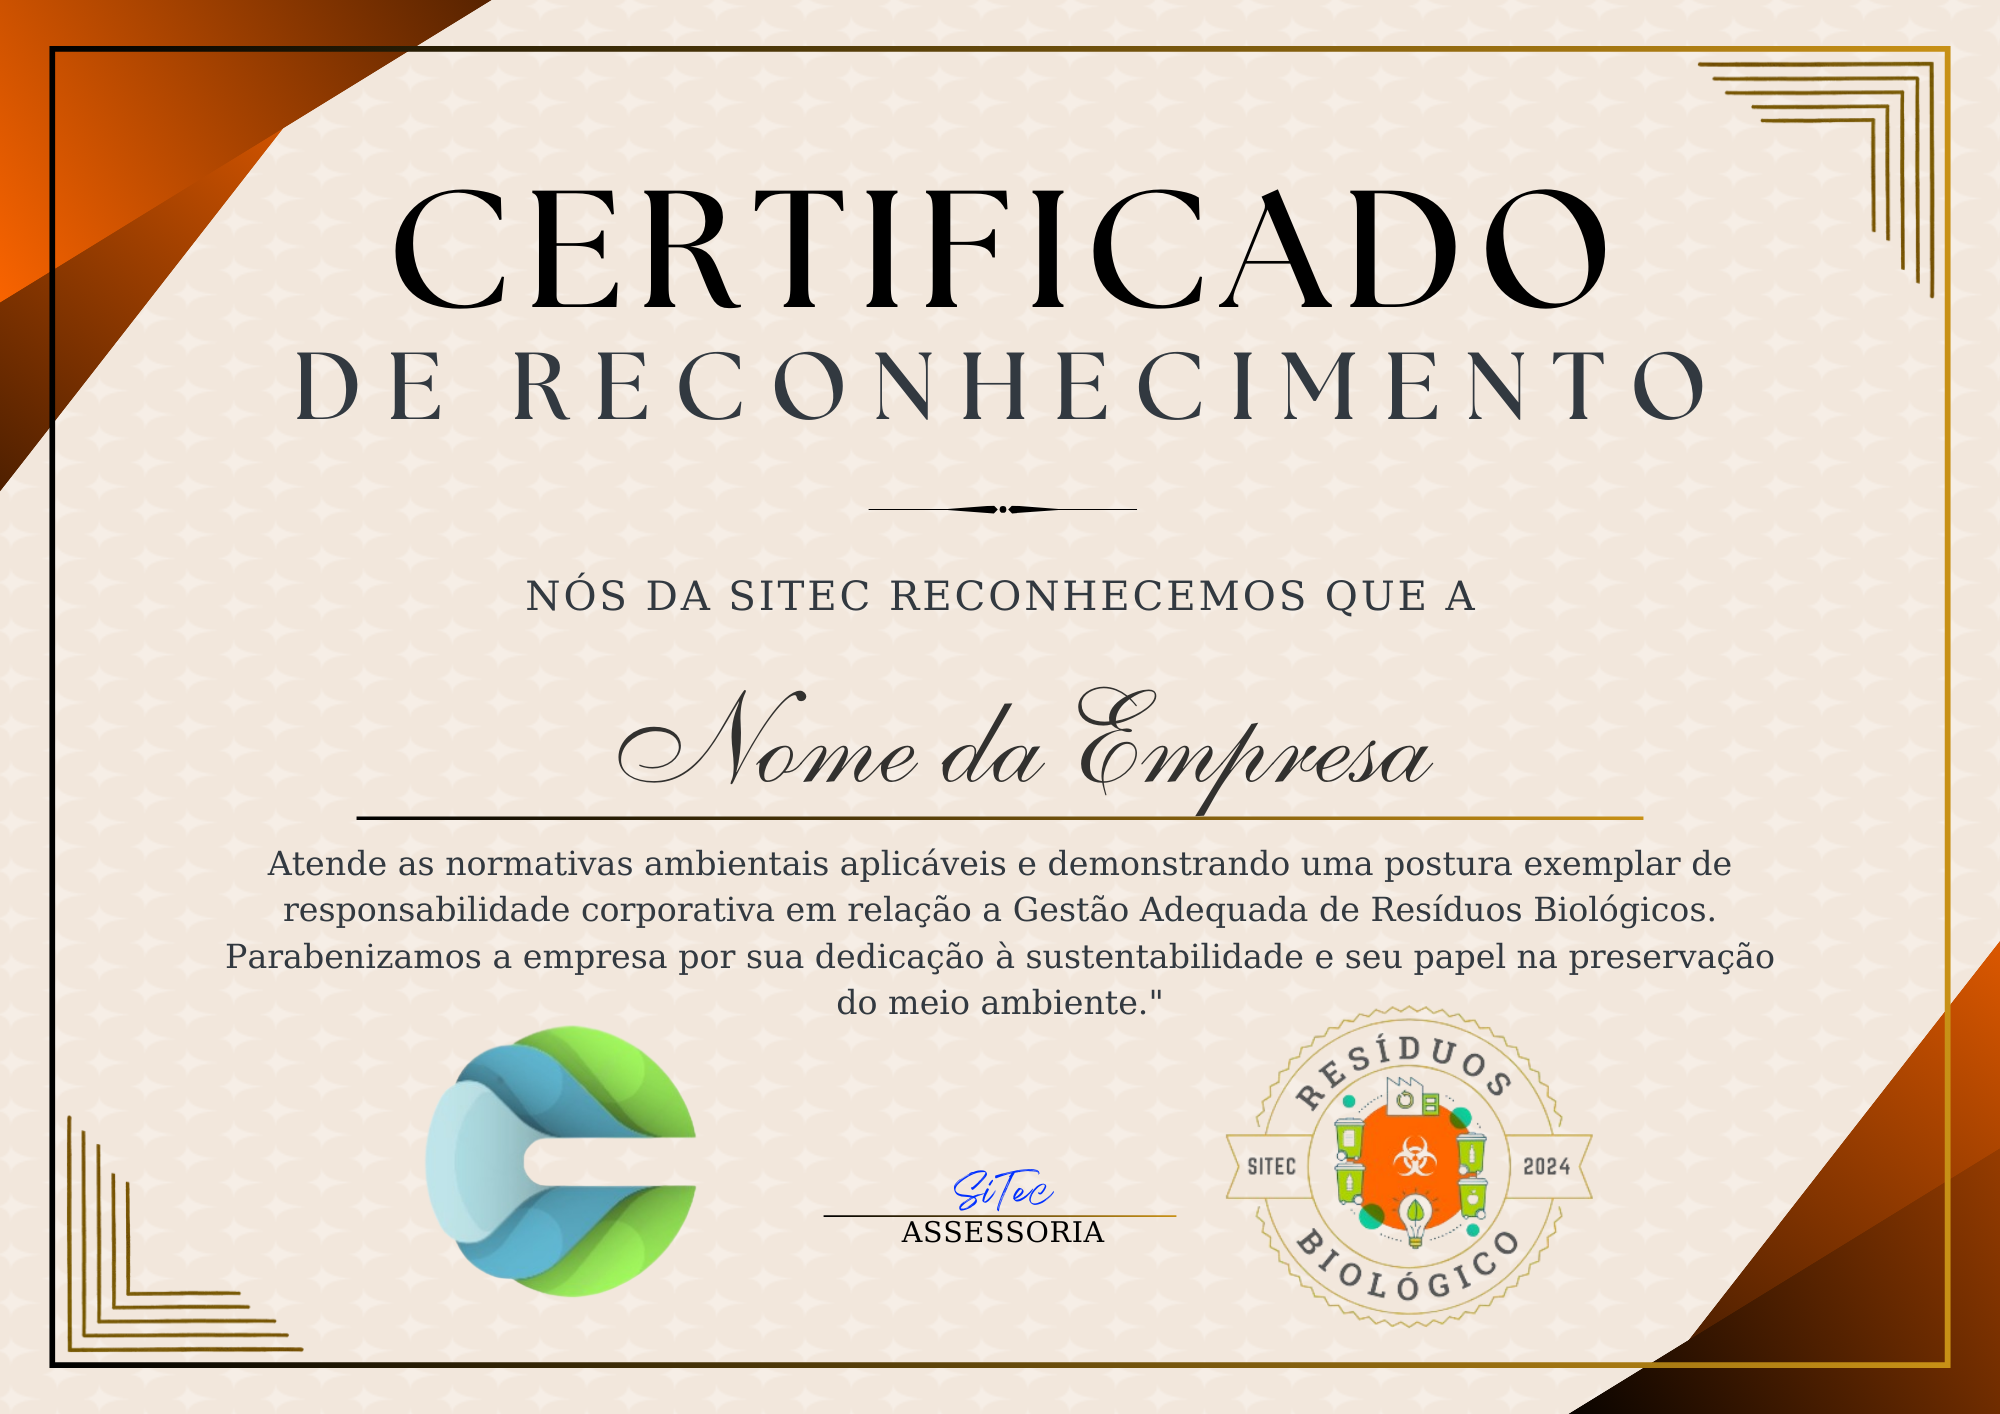 CERTIFICADO
DE RECONHECIMENTO
NÓS DA SITEC RECONHECEMOS QUE A
Nome da Empresa
Atende as normativas ambientais aplicáveis e demonstrando uma postura exemplar de
responsabilidade corporativa em relação a Gestão Adequada de Resíduos Biológicos.
Parabenizamos a empresa por sua dedicação à sustentabilidade e seu papel na preservação
do meio ambiente."
SiTec
ASSESSORIA
RESÍDUOS
SITEC
2024
BIOLÓGICO